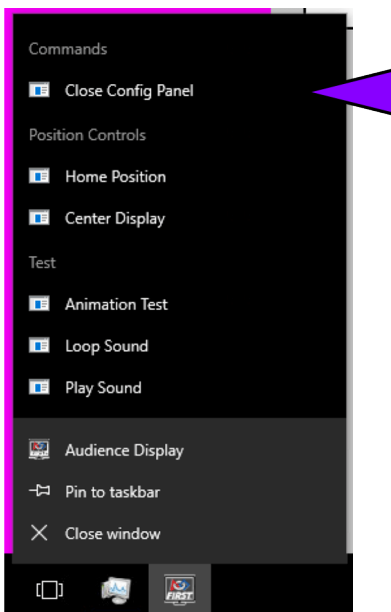 Commands
Close Config Panel
Position Controls
Home Position
Center Display
Test
Animation Test
Loop Sound
Play Sound
Audience Display
Pin to taskbar
Close window
FIRST